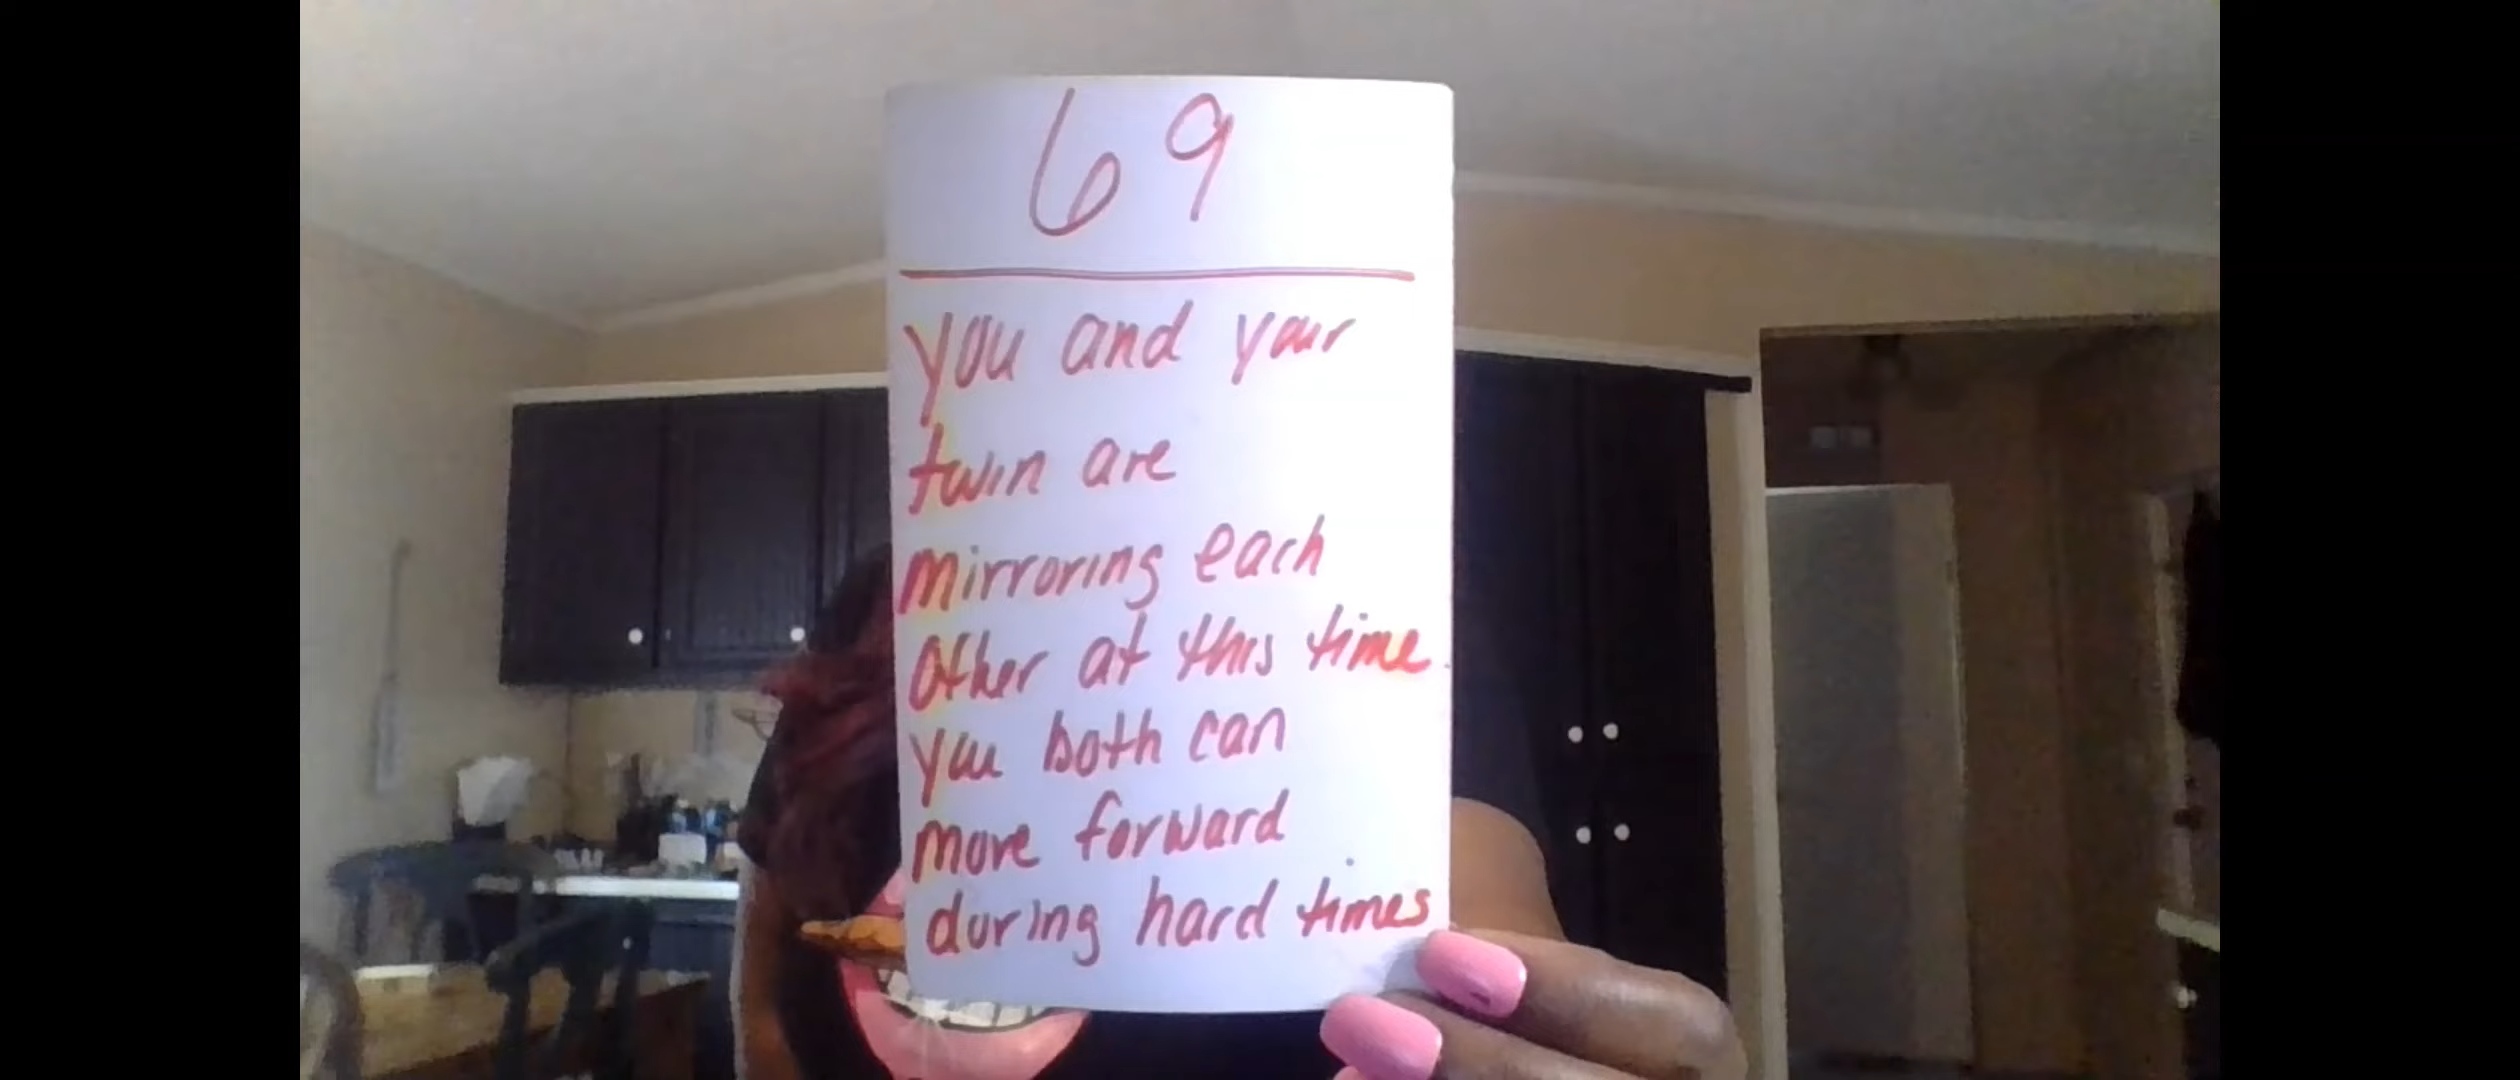 69
you and your
twin are
mirroring each
other at this time.
you both can
move forward
during hard times